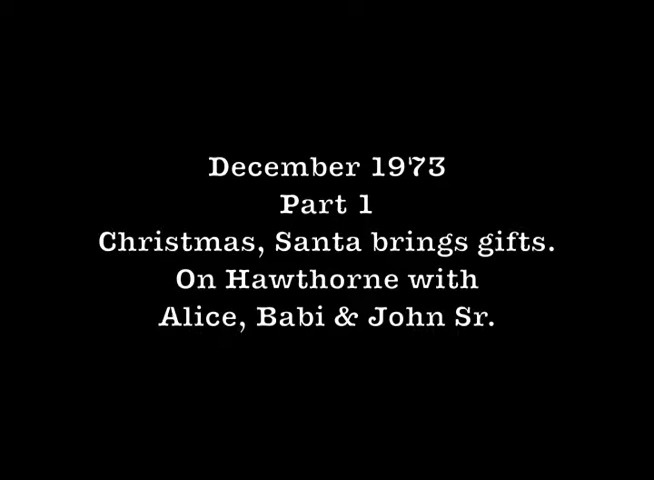 December 1973
Part 1
Christmas, Santa brings gifts.
On Hawthorne with
Alice, Babi & John Sr.